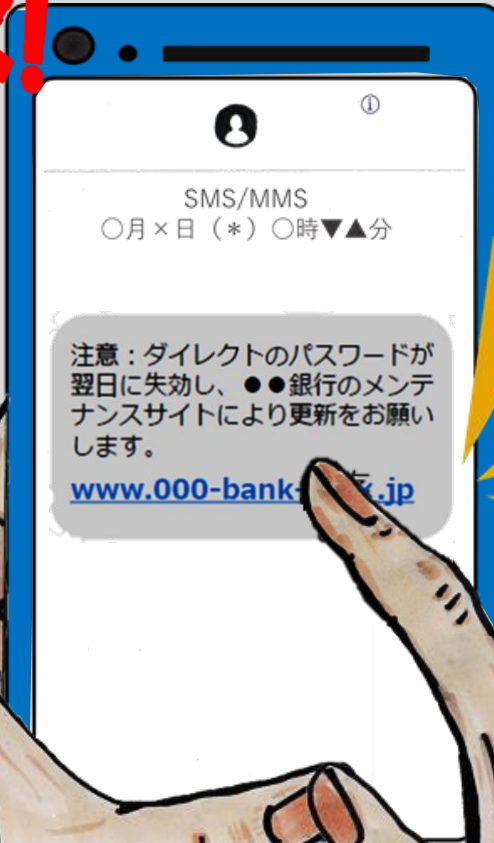 !
SMS/MMS
○月×日（＊）○時▼▲分
注意：ダイレクトのパスワードが
翌日に失効し、●●銀行のメンテ
ナンスサイトにより更新をお願い
します。
www.000-bank- .jp